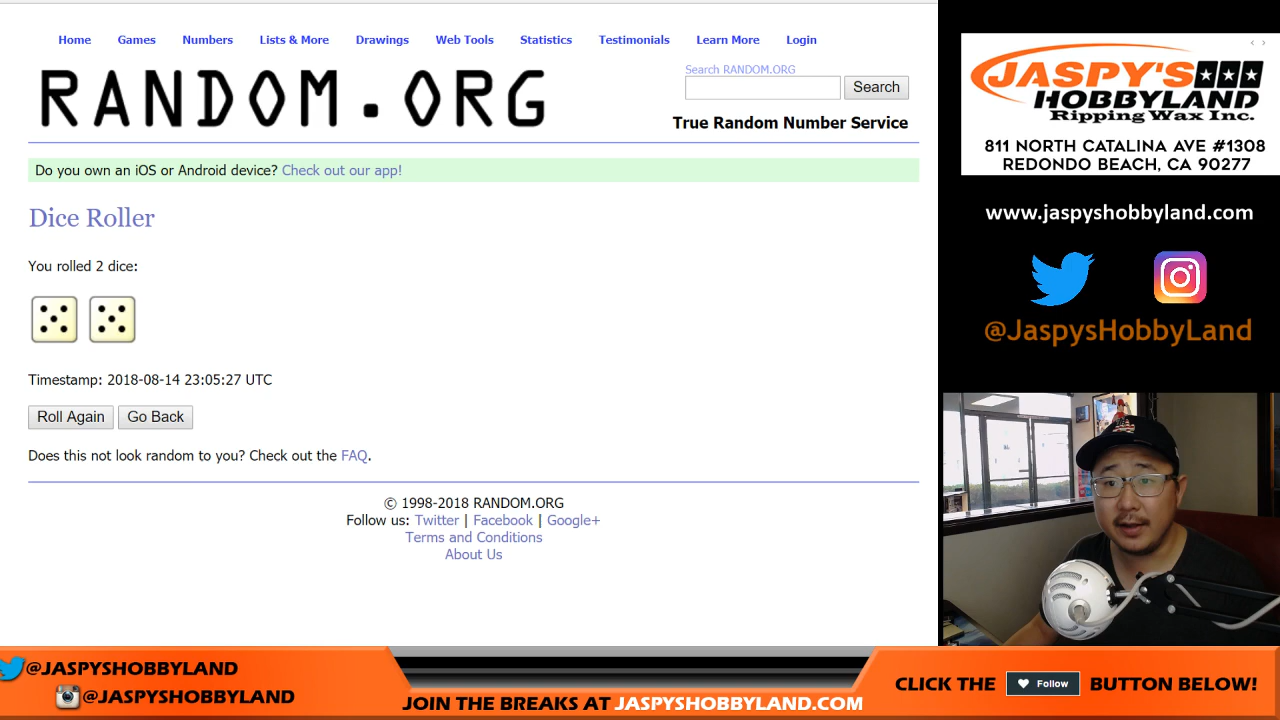 Home Games Numbers Lists & More Drawings Web Tools Statistics Testimonials Learn More Login
RANDOM.ORG
Search RANDOM.ORG
Search
True Random Number Service
Do you own an iOS or Android device? Check out our app!
Dice Roller
You rolled 2 dice:
Timestamp: 2018-08-14 23:05:27 UTC
Roll Again Go Back
Does this not look random to you? Check out the FAQ.
© 1998-2018 RANDOM.ORG
Follow us: Twitter | Facebook | Google+
Terms and Conditions
About Us
JASPY'S
HOBBYLAND
Ripping Wax Inc.
811 NORTH CATALINA AVE #1308
REDONDO BEACH, CA 90277
www.jaspyshobbyland.com
@JaspysHobbyLand
@JASPYSHOBBYLAND
@JASPYSHOBBYLAND
JOIN THE BREAKS AT JASPYSHOBBYLAND.COM
CLICK THE Follow BUTTON BELOW!